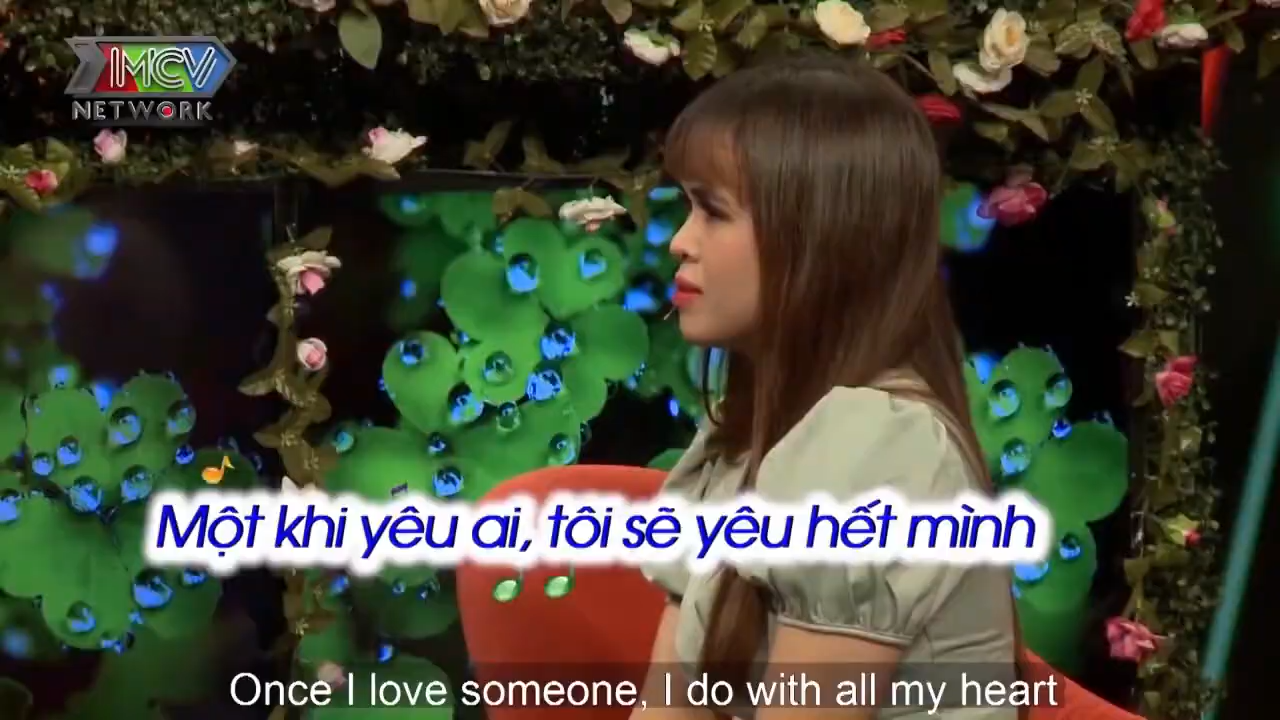 MCV
NETWORK
Một khi yêu ai, tôi sẽ yêu hết mình
Once I love someone, I do with all my heart